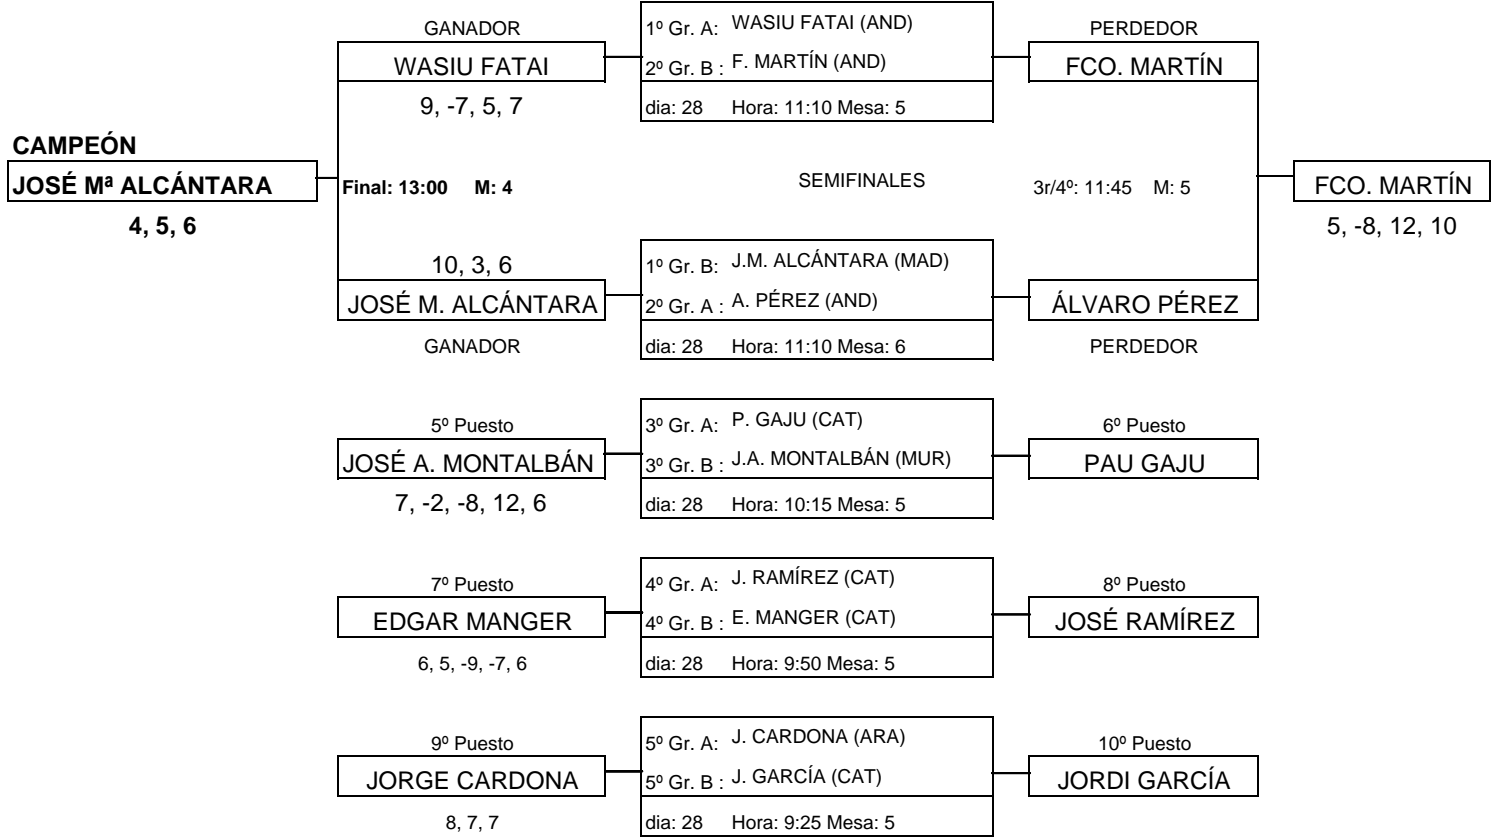 GANADOR
1º Gr. A: WASIU FATAI (AND)
PERDEDOR
WASIU FATAI
2º Gr. B : F. MARTÍN (AND)
FCO. MARTÍN
9, -7, 5, 7
dia: 28 Hora: 11:10 Mesa: 5
CAMPEÓN
JOSÉ Mª ALCÁNTARA
Final: 13:00 M: 4
SEMIFINALES
3r/4º: 11:45 M: 5
FCO. MARTÍN
4, 5, 6
5, -8, 12, 10
10, 3, 6
1º Gr. B: J.M. ALCÁNTARA (MAD)
JOSÉ M. ALCÁNTARA
2º Gr. A : A. PÉREZ (AND)
ÁLVARO PÉREZ
GANADOR
dia: 28 Hora: 11:10 Mesa: 6
PERDEDOR
5º Puesto
3º Gr. A: P. GAJU (CAT)
6º Puesto
JOSÉ A. MONTALBÁN
3º Gr. B : J.A. MONTALBÁN (MUR)
PAU GAJU
7, -2, -8, 12, 6
dia: 28 Hora: 10:15 Mesa: 5
7º Puesto
4º Gr. A: J. RAMÍREZ (CAT)
8º Puesto
EDGAR MANGER
4º Gr. B : E. MANGER (CAT)
JOSÉ RAMÍREZ
6, 5, -9, -7, 6
dia: 28 Hora: 9:50 Mesa: 5
9º Puesto
5º Gr. A: J. CARDONA (ARA)
10º Puesto
JORGE CARDONA
5º Gr. B : J. GARCÍA (CAT)
JORDI GARCÍA
8, 7, 7
dia: 28 Hora: 9:25 Mesa: 5